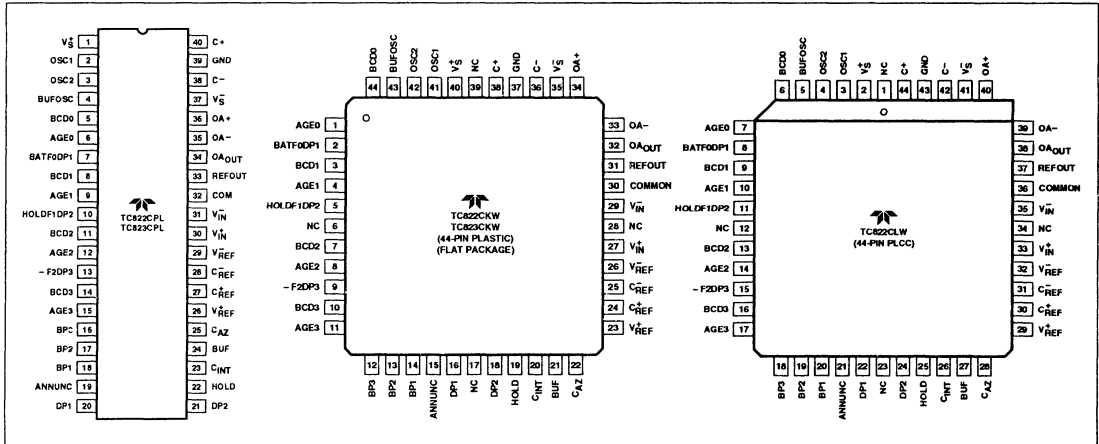 V+S 1
OSC1 2
OSC2 3
BUFOSC 4
BCD0 5
AGE0 6
BATF0DP1 7
BCD1 8
AGE1 9
HOLDF1DP2 10
BCD2 11
AGE2 12
–F2DP3 13
BCD3 14
AGE3 15
BPC 16
BP2 17
BP1 18
ANNUNC 19
DP1 20
40 C+
39 GND
38 C–
37 V–S
36 OA+
35 OA–
34 OAOUT
33 REFOUT
32 COM
31 V–IN
30 V+IN
29 V–REF
28 C–REF
27 C+REF
26 V+REF
25 CAZ
24 BUF
23 CINT
22 HOLD
21 DP2
TC822CPL
TC823CPL
BCD0 BUFOSC OSC2 OSC1 V+S NC C+ GND C– V–S OA+
44 43 42 41 40 39 38 37 36 35 34
AGE0 1
BATF0DP1 2
BCD1 3
AGE1 4
HOLDF1DP2 5
NC 6
BCD2 7
AGE2 8
–F2DP3 9
BCD3 10
AGE3 11
TC822CKW
TC823CKW
(44-PIN PLASTIC)
(FLAT PACKAGE)
33 OA–
32 OAOUT
31 REFOUT
30 COMMON
29 V–IN
28 NC
27 V+IN
26 V–REF
25 C–REF
24 C+REF
23 V+REF
12 13 14 15 16 17 18 19 20 21 22
BP3 BP2 BP1 ANNUNC DP1 NC DP2 HOLD CINT BUF CAZ
BCD0 BUFOSC OSC2 OSC1 V+S NC C+ GND C– V–S OA+
6 5 4 3 2 1 44 43 42 41 40
AGE0 7
BATF0DP1 8
BCD1 9
AGE1 10
HOLDF1DP2 11
NC 12
BCD2 13
AGE2 14
–F2DP3 15
BCD3 16
AGE3 17
TC822CLW
(44-PIN PLCC)
39 OA–
38 OAOUT
37 REFOUT
36 COMMON
35 V–IN
34 NC
33 V+IN
32 V–REF
31 C–REF
30 C+REF
29 V+REF
18 19 20 21 22 23 24 25 26 27 28
BP3 BP2 BP1 ANNUNC DP1 NC DP2 HOLD CINT BUF CAZ